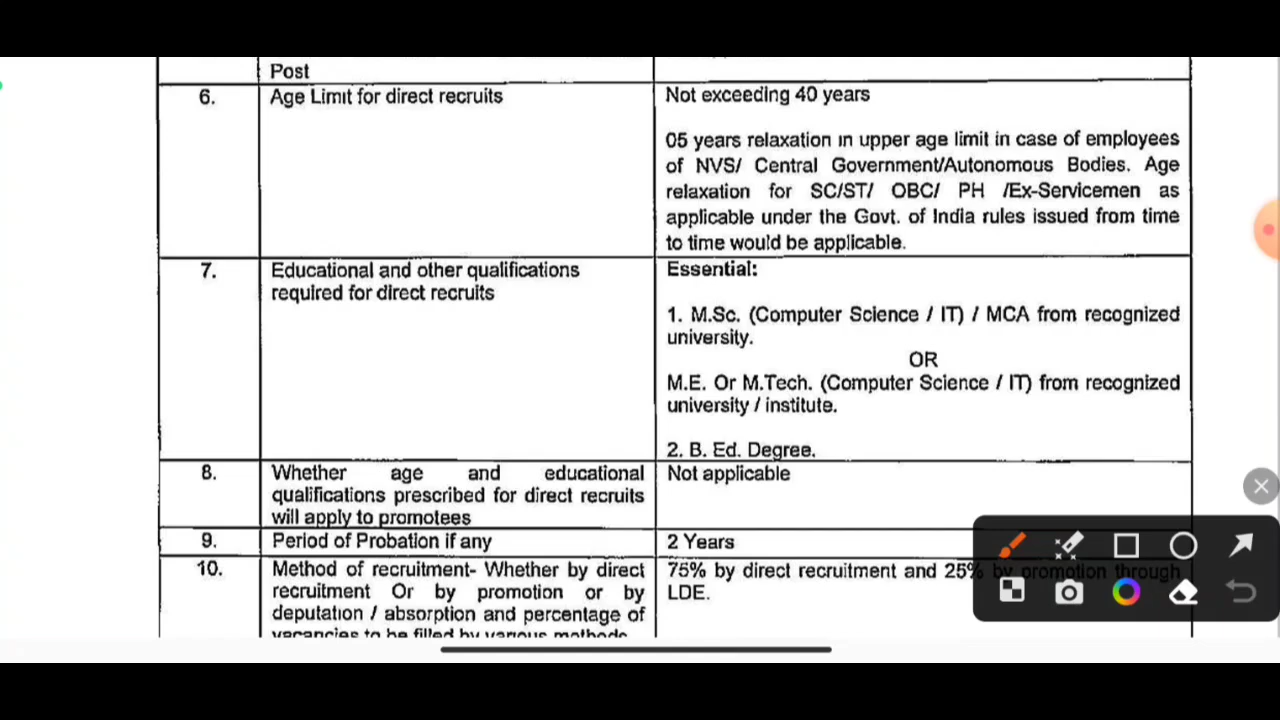 Post
6. Age Limit for direct recruits Not exceeding 40 years
05 years relaxation in upper age limit in case of employees
of NVS/ Central Government/Autonomous Bodies. Age
relaxation for SC/ST/ OBC/ PH /Ex-Servicemen as
applicable under the Govt. of India rules issued from time
to time would be applicable.
7. Educational and other qualifications
required for direct recruits
Essential:
1. M.Sc. (Computer Science / IT) / MCA from recognized
university.
OR
M.E. Or M.Tech. (Computer Science / IT) from recognized
university / institute.
2. B. Ed. Degree.
8. Whether age and educational
qualifications prescribed for direct recruits
will apply to promotees
Not applicable
9. Period of Probation if any 2 Years
10. Method of recruitment- Whether by direct
recruitment Or by promotion or by
deputation / absorption and percentage of
vacancies to be filled by various methods
75% by direct recruitment and 25% by promotion through
LDE.